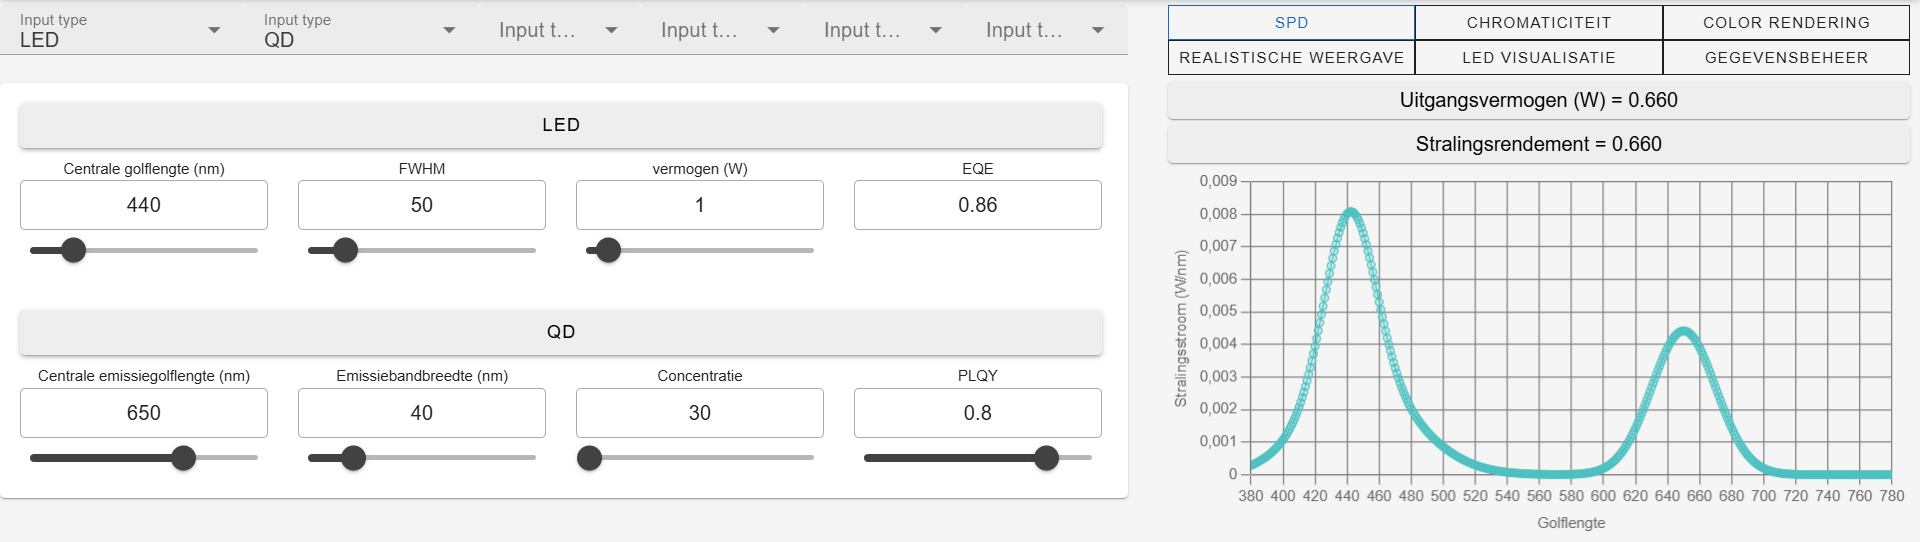 Input type
LED
Input type
QD
Input t...
Input t...
Input t...
Input t...
LED
Centrale golflengte (nm)
FWHM
vermogen (W)
EQE
440
50
1
0.86
QD
Centrale emissiegolflengte (nm)
Emissiebandbreedte (nm)
Concentratie
PLQY
650
40
30
0.8
SPD
CHROMATICITEIT
COLOR RENDERING
REALISTISCHE WEERGAVE
LED VISUALISATIE
GEGEVENSBEHEER
Uitgangsvermogen (W) = 0.660
Stralingsrendement = 0.660
Stralingsstroom (W/nm)
0,009
0,008
0,007
0,006
0,005
0,004
0,003
0,002
0,001
0
380 400 420 440 460 480 500 520 540 560 580 600 620 640 660 680 700 720 740 760 780
Golflengte